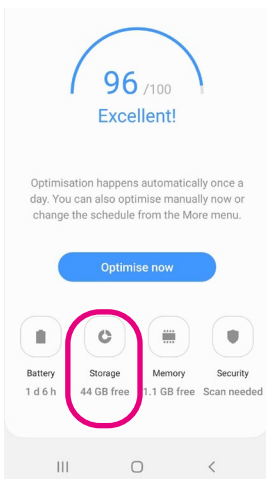 96 /100
Excellent!
Optimisation happens automatically once a
day. You can also optimise manually now or
change the schedule from the More menu.
Optimise now
Battery Storage Memory Security
1 d 6 h 44 GB free 1.1 GB free Scan needed